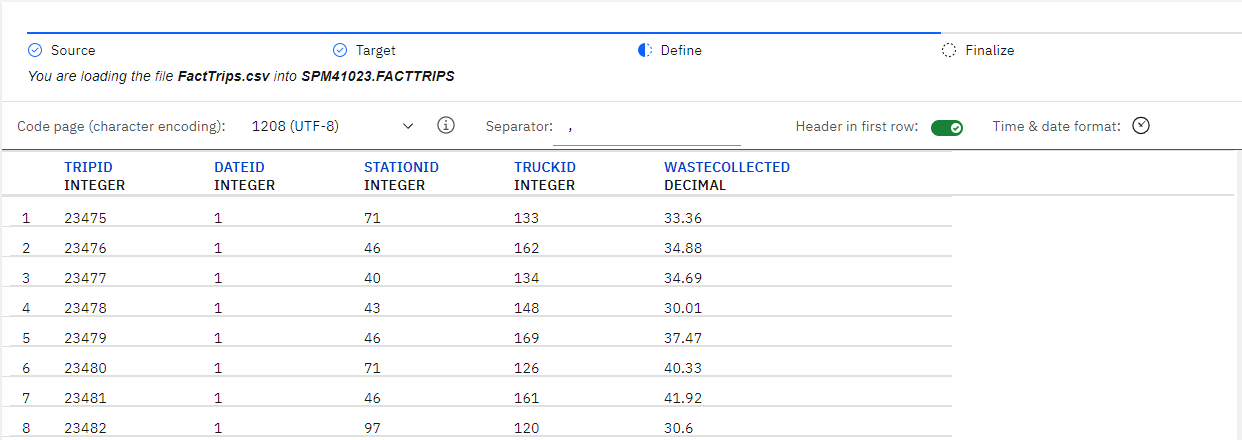 Source Target Define Finalize
You are loading the file FactTrips.csv into SPM41023.FACTTRIPS
Code page (character encoding): 1208 (UTF-8) Separator: , Header in first row: Time & date format:
TRIPID DATEID STATIONID TRUCKID WASTECOLLECTED
INTEGER INTEGER INTEGER INTEGER DECIMAL
1 23475 1 71 133 33.36
2 23476 1 46 162 34.88
3 23477 1 40 134 34.69
4 23478 1 43 148 30.01
5 23479 1 46 169 37.47
6 23480 1 71 126 40.33
7 23481 1 46 161 41.92
8 23482 1 97 120 30.6